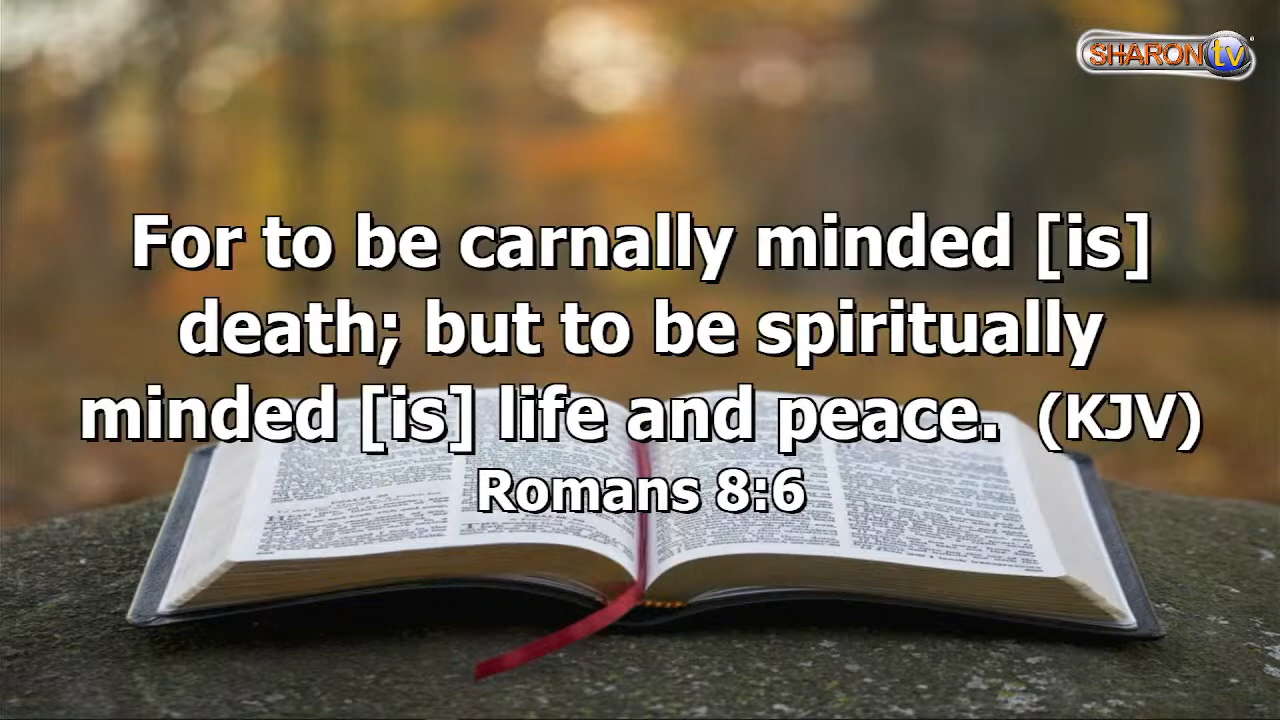 SHARON tv
For to be carnally minded [is]
death; but to be spiritually
minded [is] life and peace. (KJV)
Romans 8:6